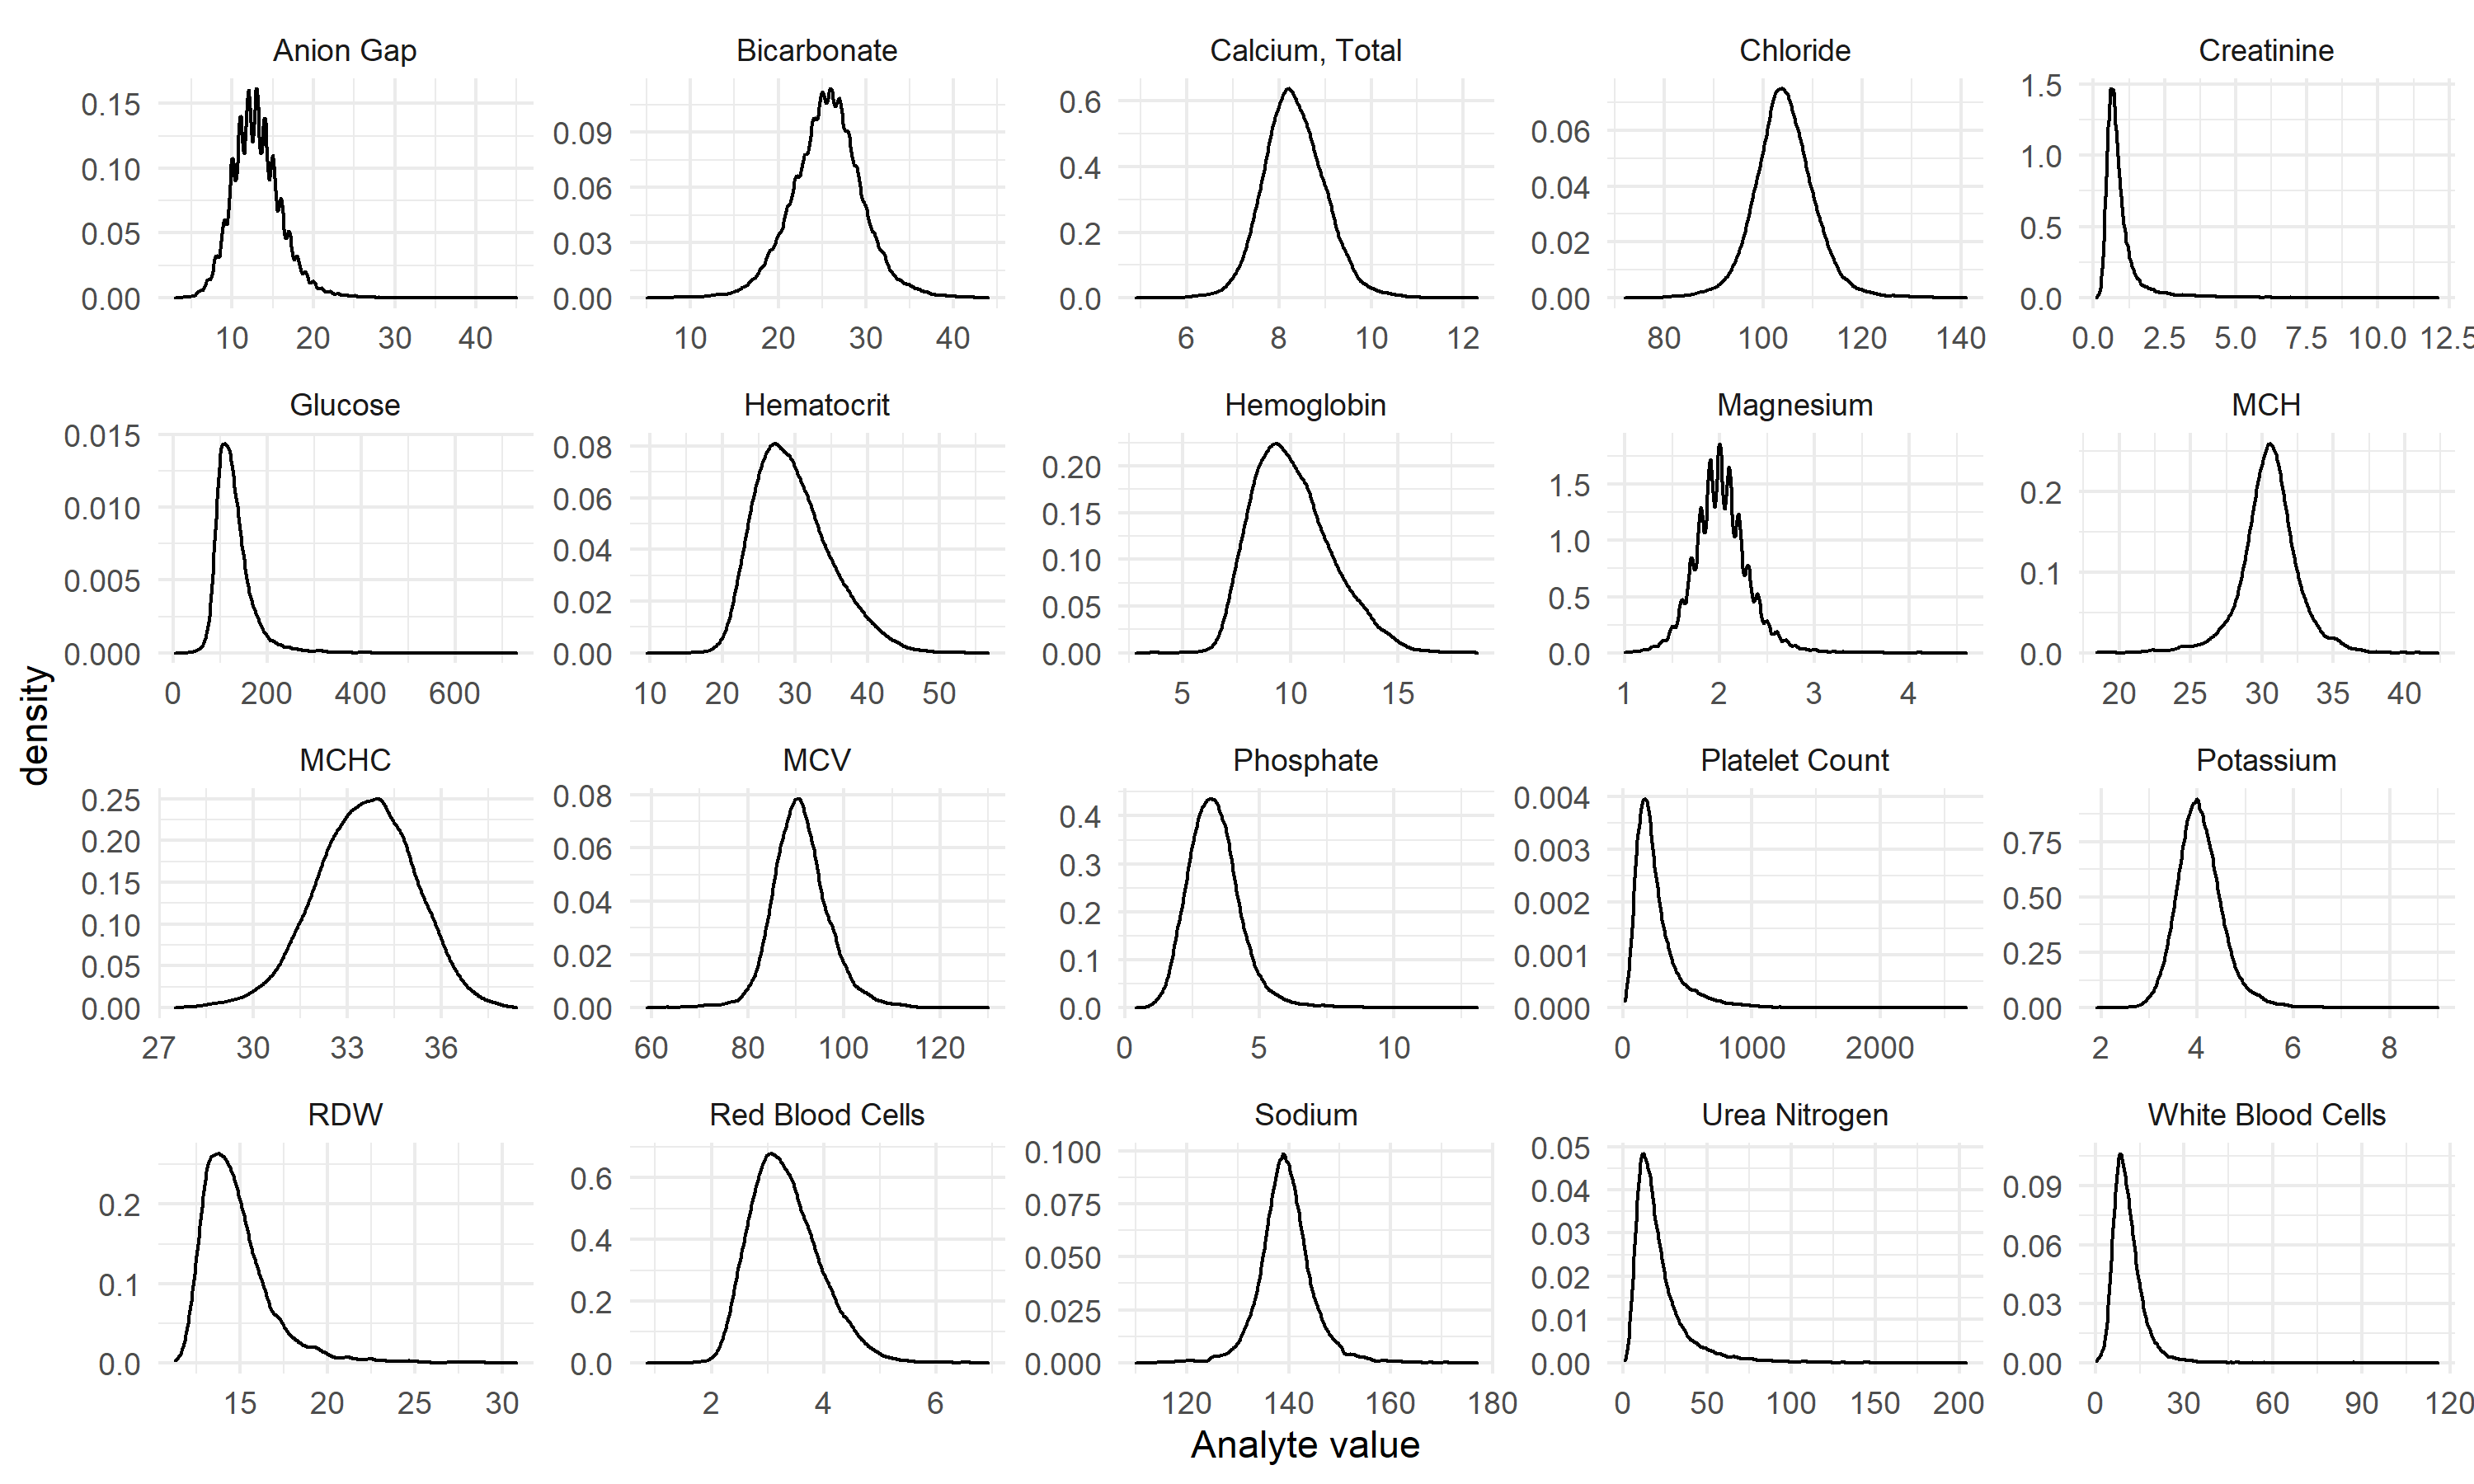 Anion Gap Bicarbonate Calcium, Total Chloride Creatinine
0.15 0.10 0.05 0.00
10 20 30 40
0.09 0.06 0.03 0.00
10 20 30 40
0.6 0.4 0.2 0.0
6 8 10 12
0.06 0.04 0.02 0.00
80 100 120 140
1.5 1.0 0.5 0.0
0.0 2.5 5.0 7.5 10.0 12.5
Glucose Hematocrit Hemoglobin Magnesium MCH
0.015 0.010 0.005 0.000
0 200 400 600
0.08 0.06 0.04 0.02 0.00
10 20 30 40 50
0.20 0.15 0.10 0.05 0.00
5 10 15
1.5 1.0 0.5 0.0
1 2 3 4
0.2 0.1 0.0
20 25 30 35 40
density
MCHC MCV Phosphate Platelet Count Potassium
0.25 0.20 0.15 0.10 0.05 0.00
27 30 33 36
0.08 0.06 0.04 0.02 0.00
60 80 100 120
0.4 0.3 0.2 0.1 0.0
0 5 10
0.004 0.003 0.002 0.001 0.000
0 1000 2000
0.75 0.50 0.25 0.00
2 4 6 8
RDW Red Blood Cells Sodium Urea Nitrogen White Blood Cells
0.2 0.1 0.0
15 20 25 30
0.6 0.4 0.2 0.0
2 4 6
0.100 0.075 0.050 0.025 0.000
120 140 160 180
0.05 0.04 0.03 0.02 0.01 0.00
0 50 100 150 200
0.09 0.06 0.03 0.00
0 30 60 90 120
Analyte value